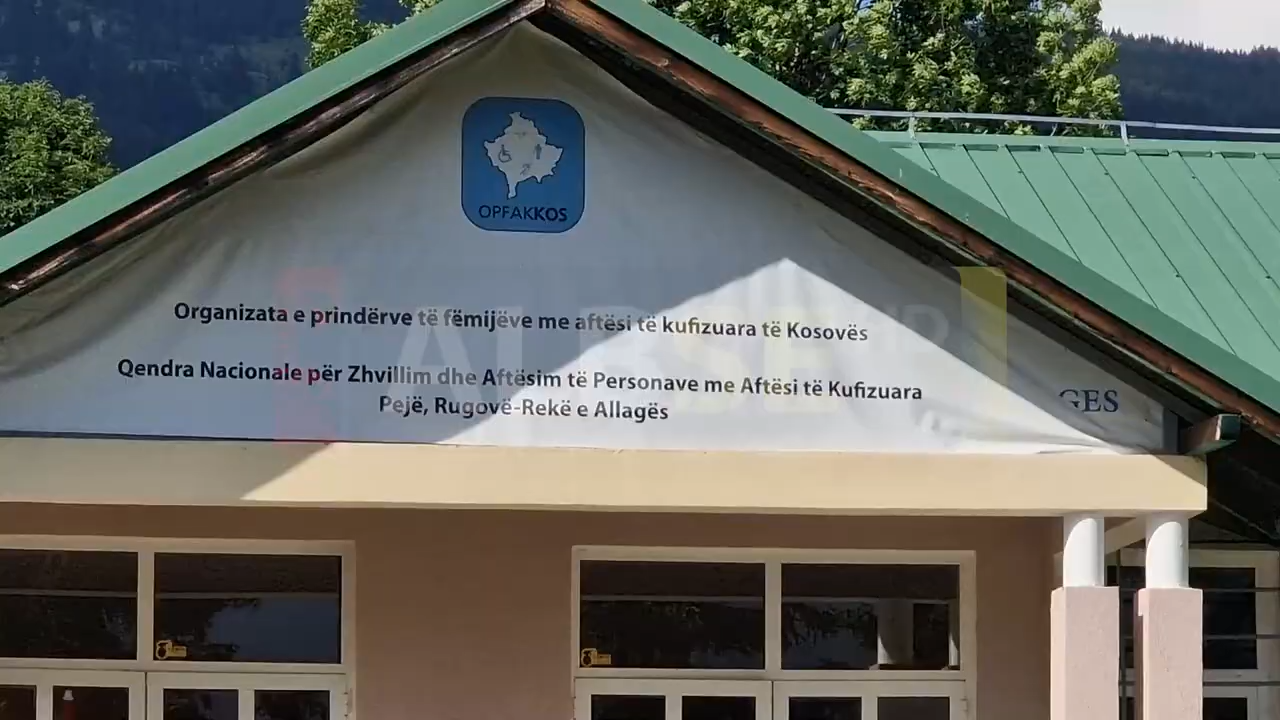 OPFAKKOS
Organizata e prindërve të fëmijëve me aftësi të kufizuara të Kosovës
Qendra Nacionale për Zhvillim dhe Aftësim të Personave me Aftësi të Kufizuara
Pejë, Rugovë-Rekë e Allagës
GES